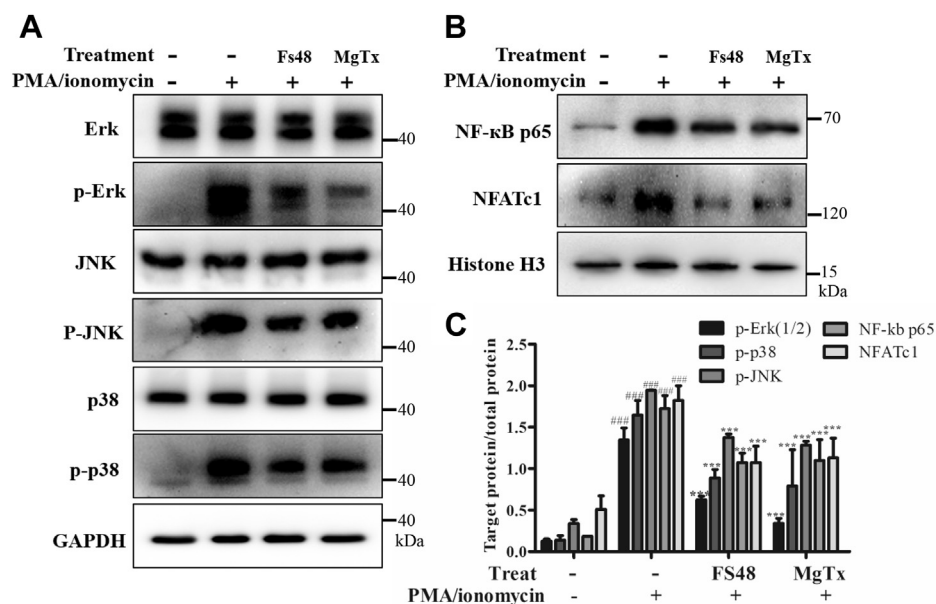 A
Treatment - - Fs48 MgTx
PMA/ionomycin - + + +
Erk 40
p-Erk 40
JNK 40
P-JNK 40
p38 40
p-p38 40
GAPDH 40
kDa
B
Treatment - - Fs48 MgTx
PMA/ionomycin - + + +
NF-κB p65 70
NFATc1 120
Histone H3 15
kDa
C
p-Erk(1/2) NF-kb p65
p-p38 NFATc1
p-JNK
Target protein/total protein
2.5
2.0
1.5
1.0
0.5
0.0
### ### ### ### ###
*** *** *** *** ***
*** *** *** *** ***
Treat - - FS48 MgTx
PMA/ionomycin - + + +